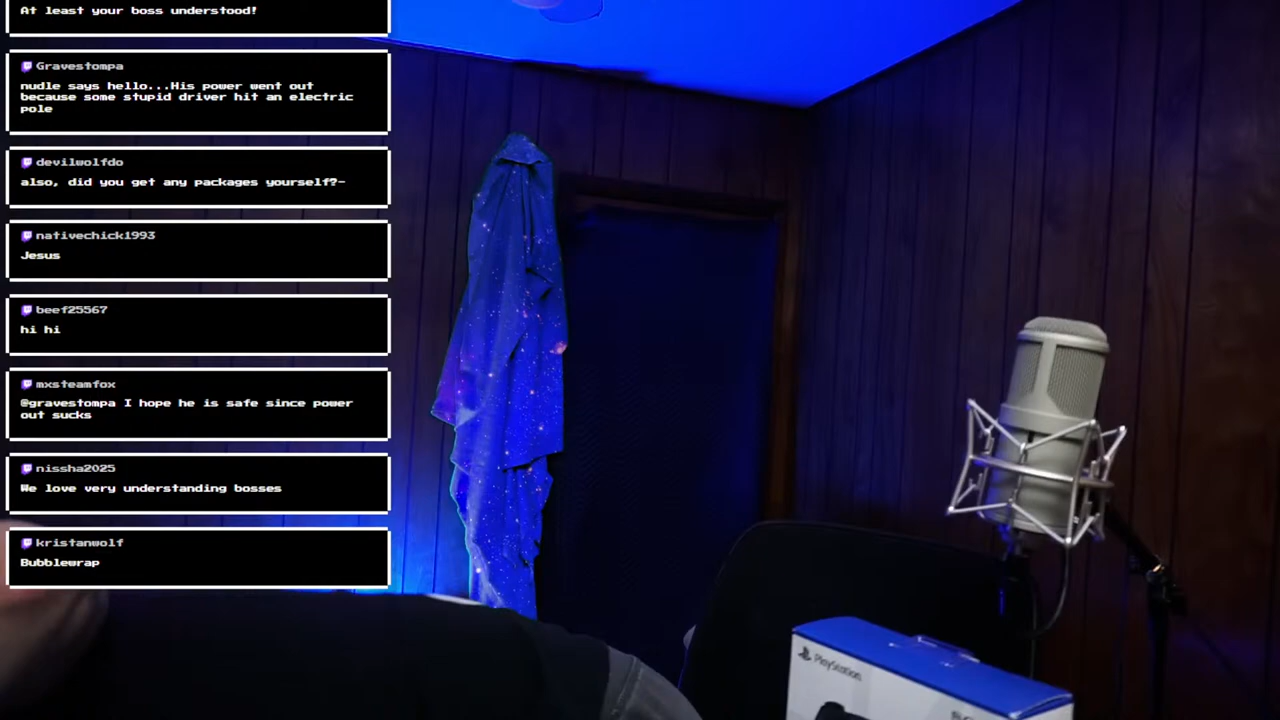 At least your boss understood!
Gravestompa
nudle says hello...His power went out
because some stupid driver hit an electric
pole
devilwolfdo
also, did you get any packages yourself?-
nativechick1993
Jesus
beef25567
hi hi
mxsteamfox
@gravestompa I hope he is safe since power
out sucks
nissha2025
We love very understanding bosses
kristanwolf
Bubblewrap
PlayStation